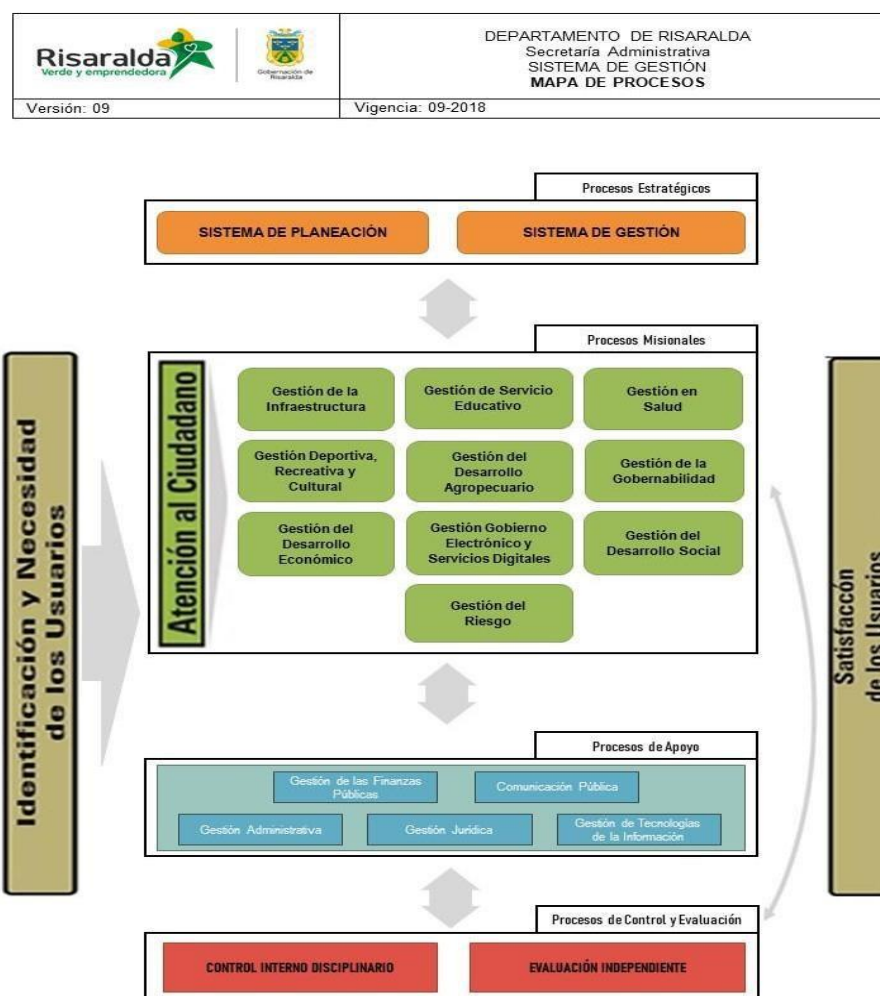 Risaralda
Verde y emprendedora
Gobernación de
Risaralda
DEPARTAMENTO DE RISARALDA
Secretaría Administrativa
SISTEMA DE GESTIÓN
MAPA DE PROCESOS
Versión: 09
Vigencia: 09-2018
Procesos Estratégicos
SISTEMA DE PLANEACIÓN
SISTEMA DE GESTIÓN
Procesos Misionales
Identificación y Necesidad
de los Usuarios
Atención al Ciudadano
Gestión de la
Infraestructura
Gestión de Servicio
Educativo
Gestión en
Salud
Gestión Deportiva,
Recreativa y
Cultural
Gestión del
Desarrollo
Agropecuario
Gestión de la
Gobernabilidad
Gestión del
Desarrollo
Económico
Gestión Gobierno
Electrónico y
Servicios Digitales
Gestión del
Desarrollo Social
Gestión del
Riesgo
Satisfaccón
de los Usuarios
Procesos de Apoyo
Gestión de las Finanzas
Públicas
Comunicación Pública
Gestión Administrativa
Gestión Jurídica
Gestión de Tecnologías
de la Información
Procesos de Control y Evaluación
CONTROL INTERNO DISCIPLINARIO
EVALUACIÓN INDEPENDIENTE